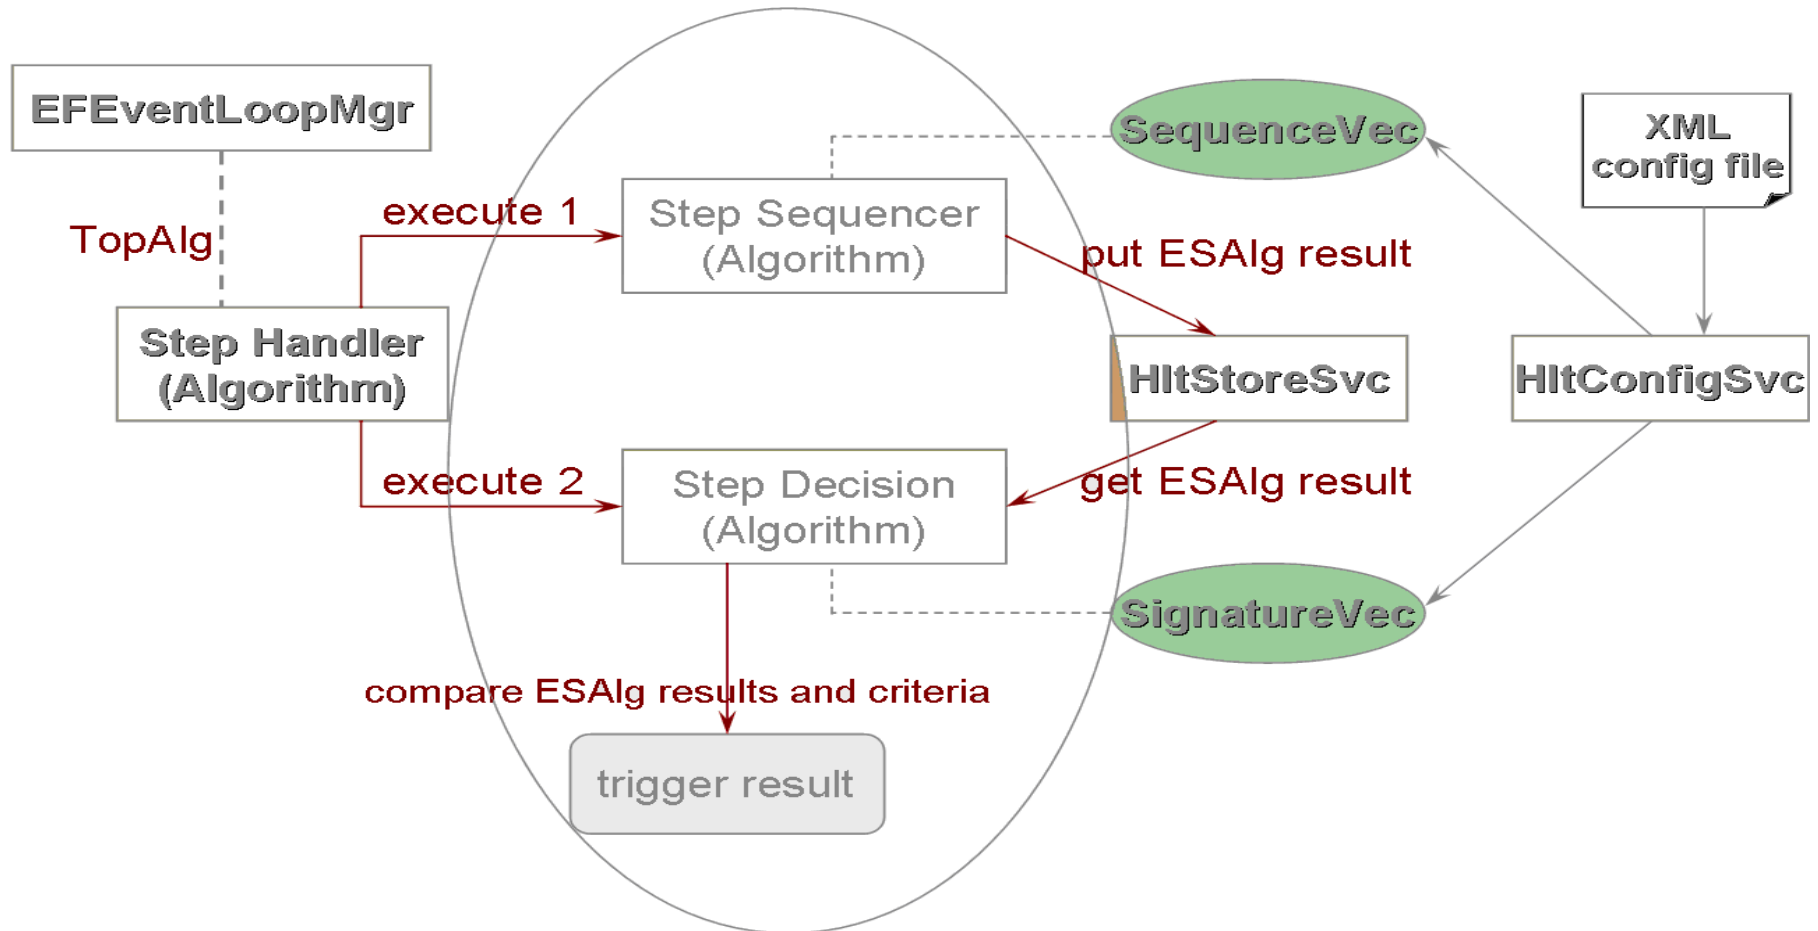 EFEventLoopMgr
SequenceVec
XML
config file
execute 1
Step Sequencer
(Algorithm)
TopAlg
put ESAlg result
Step Handler
(Algorithm)
HltStoreSvc
HltConfigSvc
execute 2
Step Decision
(Algorithm)
get ESAlg result
SignatureVec
compare ESAlg results and criteria
trigger result